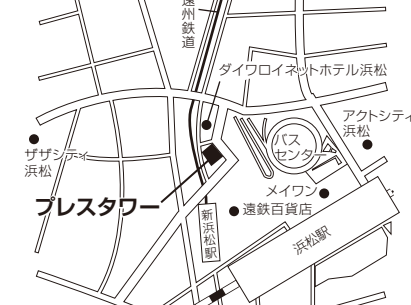 遠州鉄道
ダイワロイネットホテル浜松
アクトシティ
浜松
バス
センター
ザザシティ
浜松
メイワン
プレスタワー
遠鉄百貨店
新浜松駅
浜松駅